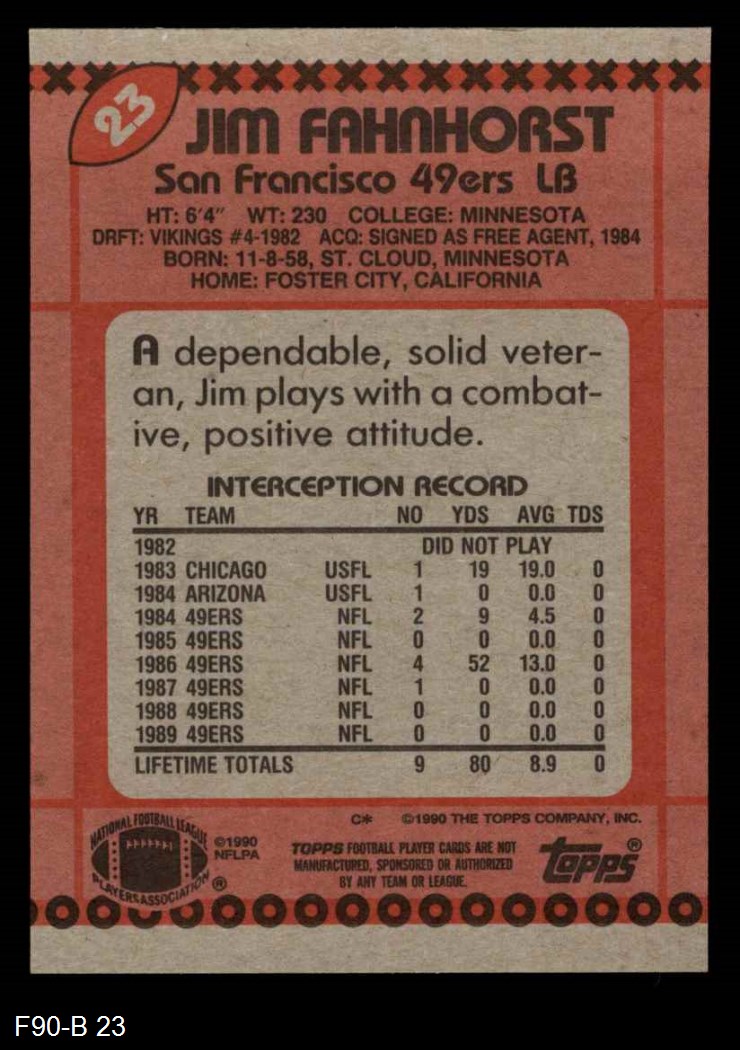 23
JIM FAHNHORST
San Francisco 49ers LB
HT: 6'4" WT: 230 COLLEGE: MINNESOTA
DRFT: VIKINGS #4-1982 ACQ: SIGNED AS FREE AGENT, 1984
BORN: 11-8-58, ST. CLOUD, MINNESOTA
HOME: FOSTER CITY, CALIFORNIA
A dependable, solid veter-
an, Jim plays with a combat-
ive, positive attitude.
INTERCEPTION RECORD
YR TEAM NO YDS AVG TDS
1982 DID NOT PLAY
1983 CHICAGO USFL 1 19 19.0 0
1984 ARIZONA USFL 1 0 0.0 0
1984 49ERS NFL 2 9 4.5 0
1985 49ERS NFL 0 0 0.0 0
1986 49ERS NFL 4 52 13.0 0
1987 49ERS NFL 1 0 0.0 0
1988 49ERS NFL 0 0 0.0 0
1989 49ERS NFL 0 0 0.0 0
LIFETIME TOTALS 9 80 8.9 0
C* ©1990 THE TOPPS COMPANY, INC.
NATIONAL FOOTBALL LEAGUE
PLAYERS ASSOCIATION ®
©1990
NFLPA
TOPPS FOOTBALL PLAYER CARDS ARE NOT
MANUFACTURED, SPONSORED OR AUTHORIZED
BY ANY TEAM OR LEAGUE.
topps®
F90-B 23